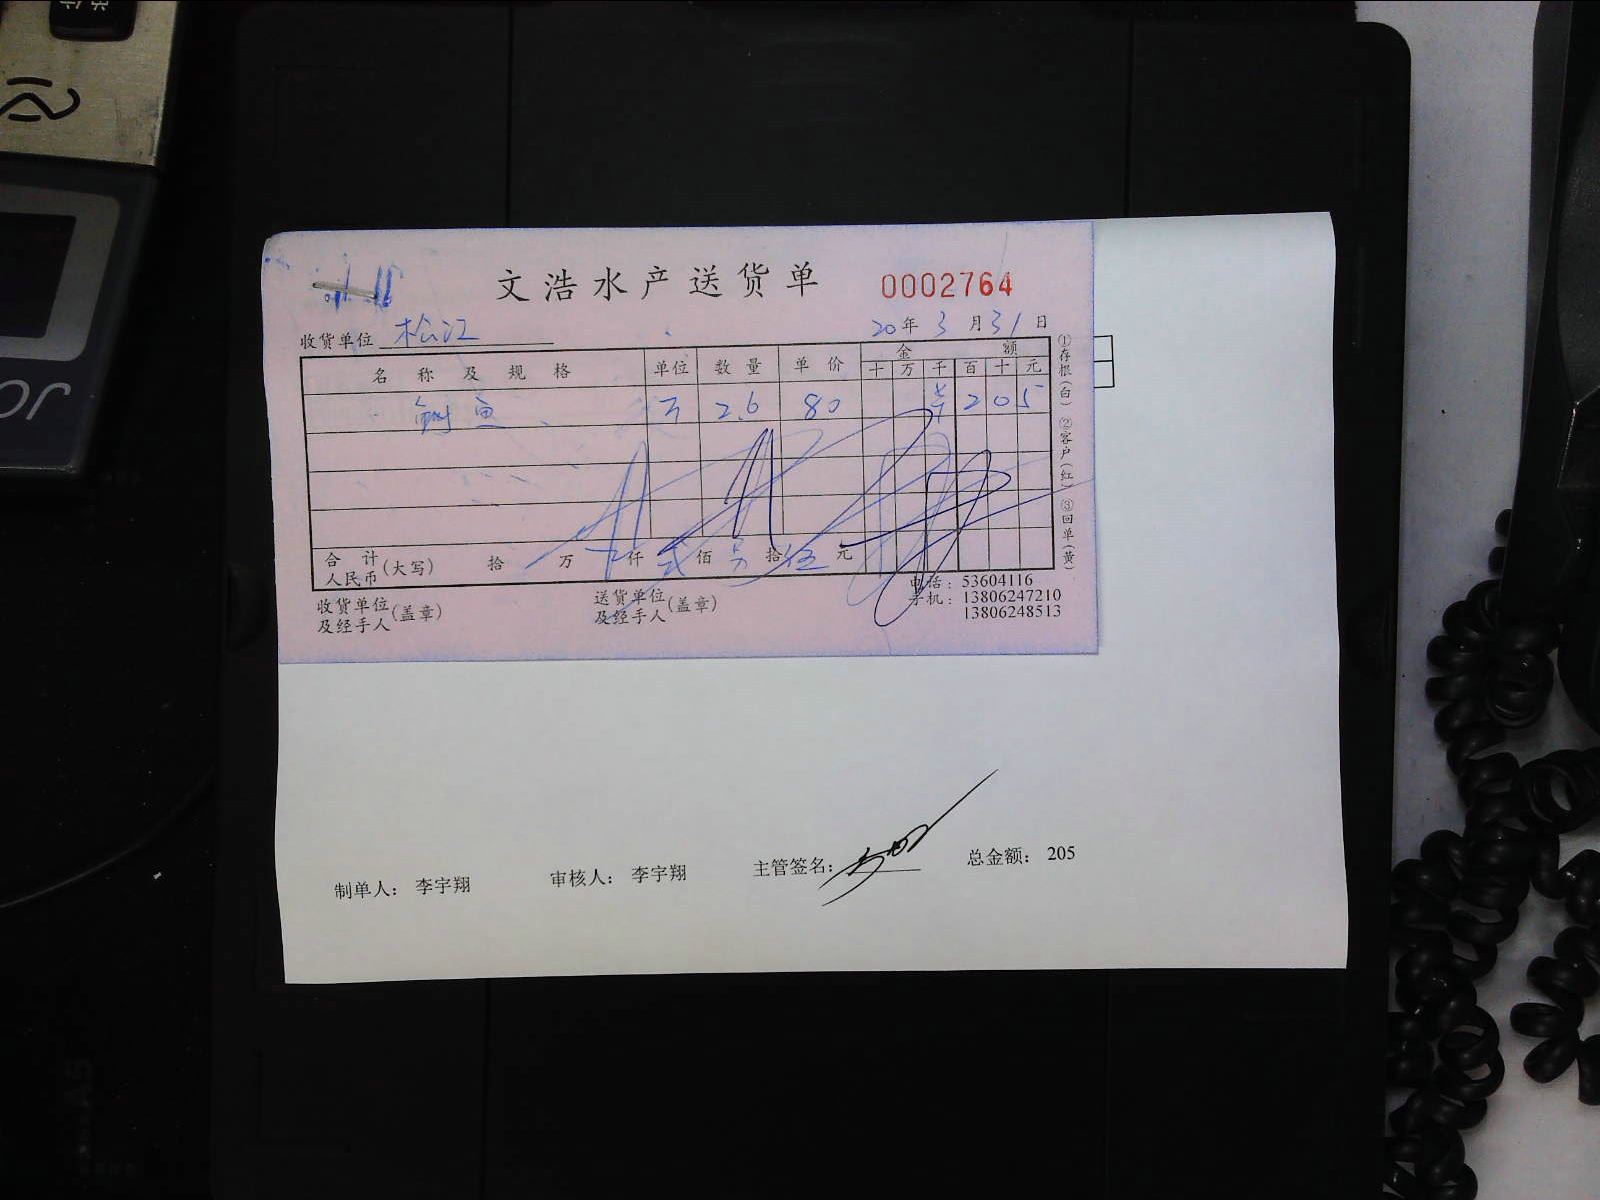 文浩水产送货单 0002764
收货单位 松江 20年3月31日
名称及规格 单位 数量 单价 金额
十 万 千 百 十 元
鱼 2.6 80 205
合计 人民币(大写) 拾 万 仟 贰佰 另拾 伍元
收货单位及经手人(盖章) 送货单位及经手人(盖章)
电话:53604116
手机:13806247210
13806248513
①存根(白) ②客户(红) ③回单(黄)
制单人: 李宇翔 审核人: 李宇翔 主管签名: 总金额: 205